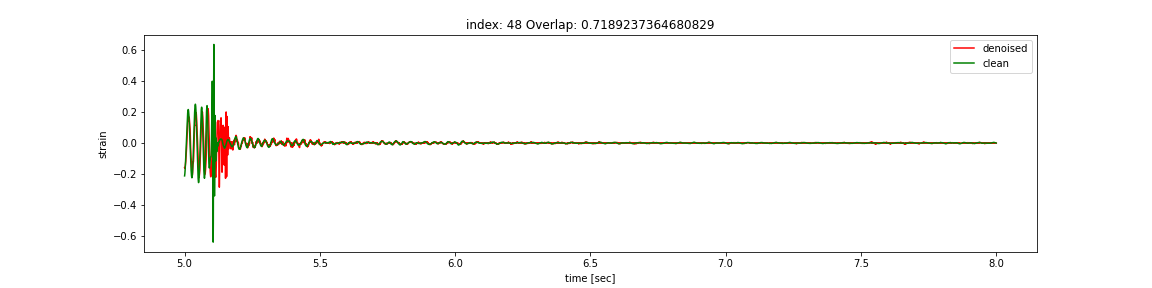 index: 48 Overlap: 0.7189237364680829
denoised
clean
strain
0.6
0.4
0.2
0.0
−0.2
−0.4
−0.6
5.0 5.5 6.0 6.5 7.0 7.5 8.0
time [sec]